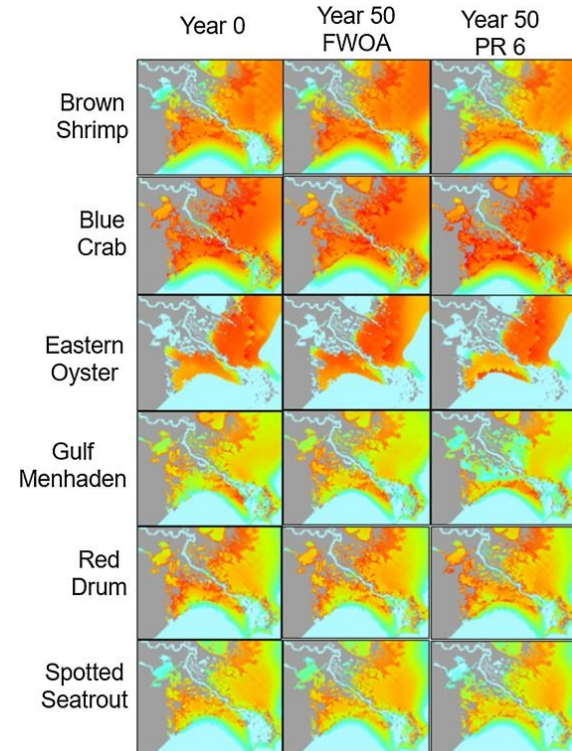 Year 0
Year 50
FWOA
Year 50
PR 6
Brown
Shrimp
Blue
Crab
Eastern
Oyster
Gulf
Menhaden
Red
Drum
Spotted
Seatrout